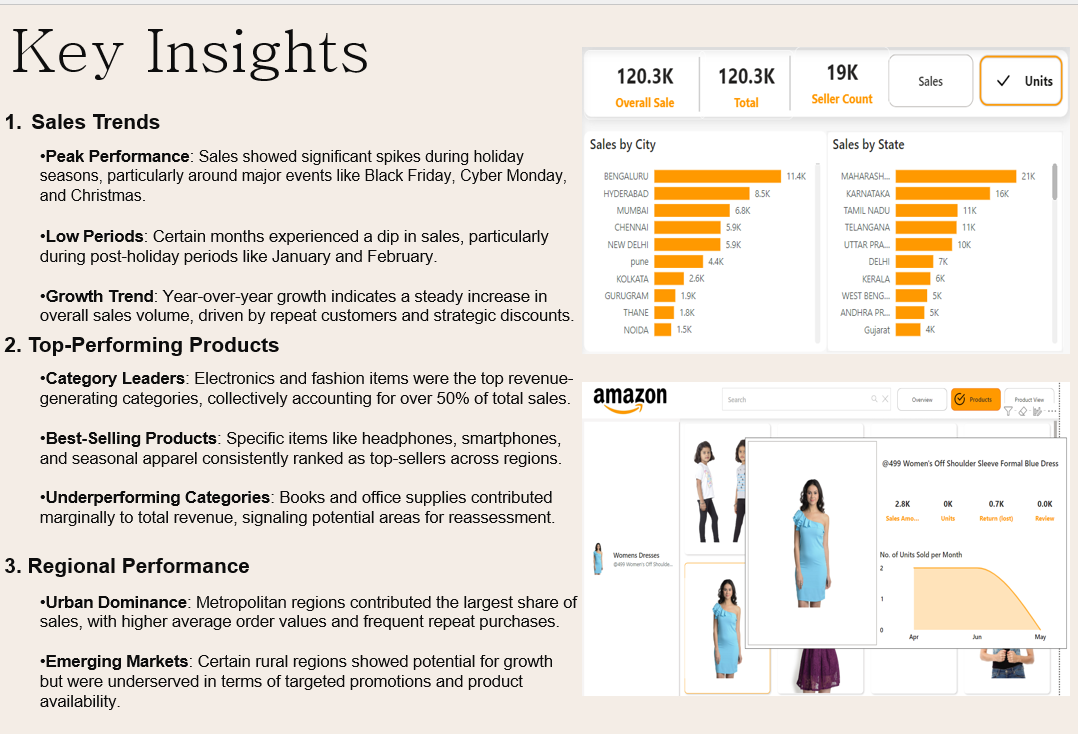 Key Insights
1. Sales Trends
•Peak Performance: Sales showed significant spikes during holiday
seasons, particularly around major events like Black Friday, Cyber Monday,
and Christmas.
•Low Periods: Certain months experienced a dip in sales, particularly
during post-holiday periods like January and February.
•Growth Trend: Year-over-year growth indicates a steady increase in
overall sales volume, driven by repeat customers and strategic discounts.
2. Top-Performing Products
•Category Leaders: Electronics and fashion items were the top revenue-
generating categories, collectively accounting for over 50% of total sales.
•Best-Selling Products: Specific items like headphones, smartphones,
and seasonal apparel consistently ranked as top-sellers across regions.
•Underperforming Categories: Books and office supplies contributed
marginally to total revenue, signaling potential areas for reassessment.
3. Regional Performance
•Urban Dominance: Metropolitan regions contributed the largest share of
sales, with higher average order values and frequent repeat purchases.
•Emerging Markets: Certain rural regions showed potential for growth
but were underserved in terms of targeted promotions and product
availability.
120.3K 120.3K 19K Sales Units
Overall Sale Total Seller Count
Sales by City
BENGALURU 11.4K
HYDERABAD 8.5K
MUMBAI 6.8K
CHENNAI 5.9K
NEW DELHI 5.9K
pune 4.4K
KOLKATA 2.6K
GURUGRAM 1.9K
THANE 1.8K
NOIDA 1.5K
Sales by State
MAHARASH... 21K
KARNATAKA 16K
TAMIL NADU 11K
TELANGANA 11K
UTTAR PRA... 10K
DELHI 7K
KERALA 6K
WEST BENG... 5K
ANDHRA PR... 5K
Gujarat 4K
amazon Search Overview Products Product View
Womens Dresses
@499 Women's Off Shoulde...
@499 Women's Off Shoulder Sleeve Formal Blue Dress
2.8K 0K 0.7K 0.0K
Sales Amo... Units Return (lost) Review
No. of Units Sold per Month
2
1
0
Apr Jun May